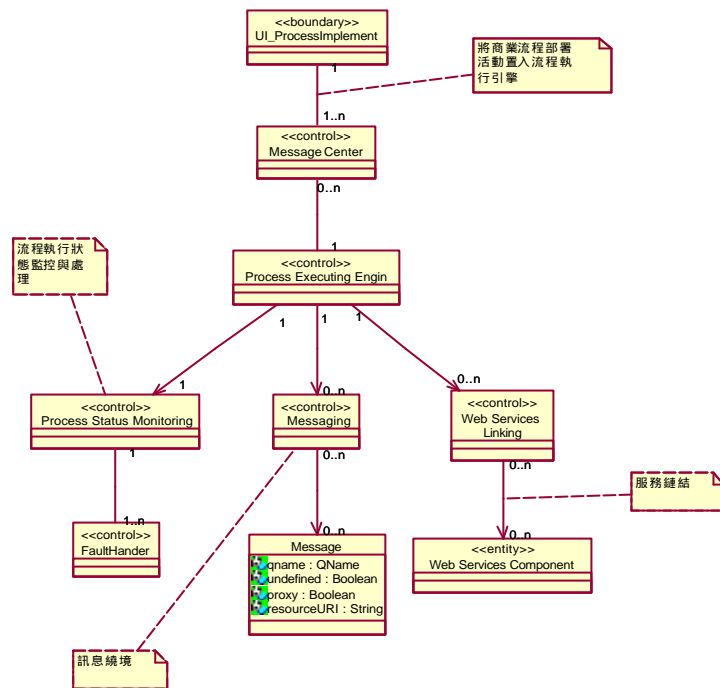 <<boundary>>
UI_ProcessImplement
1
將商業流程部署
活動置入流程執
行引擎
1..n
<<control>>
Message Center
0..n
流程執行狀
態監控與處
理
1
<<control>>
Process Executing Engin
1
1
1
1
0..n
0..n
<<control>>
Process Status Monitoring
1
<<control>>
Messaging
0..n
<<control>>
Web Services
Linking
0..n
服務鏈結
1..n
<<control>>
FaultHander
0..n
Message
qname : QName
undefined : Boolean
proxy : Boolean
resourceURI : String
0..n
<<entity>>
Web Services Component
訊息繞境